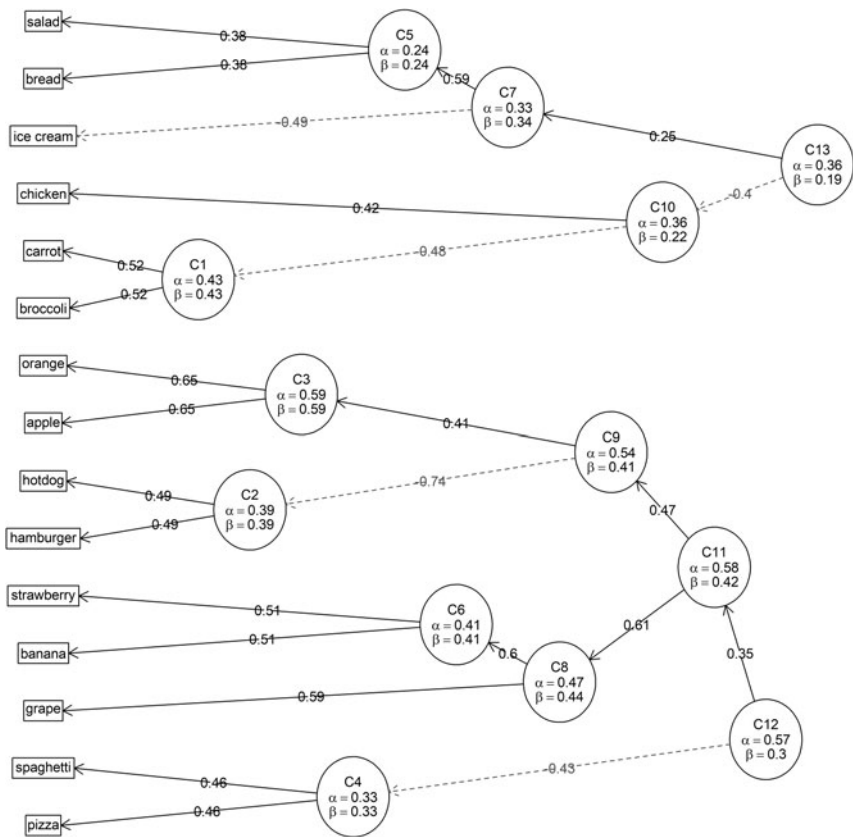 salad
0.38
C5
α = 0.24
β = 0.24
bread
0.38
0.59
C7
α = 0.33
β = 0.34
ice cream
-0.49
0.25
C13
α = 0.36
β = 0.19
chicken
0.42
-0.4
C10
α = 0.36
β = 0.22
carrot
0.52
C1
α = 0.43
β = 0.43
-0.48
broccoli
0.52
orange
0.65
C3
α = 0.59
β = 0.59
apple
0.65
0.41
C9
α = 0.54
β = 0.41
hotdog
0.49
C2
α = 0.39
β = 0.39
-0.74
hamburger
0.49
0.47
C11
α = 0.58
β = 0.42
strawberry
0.51
C6
α = 0.41
β = 0.41
0.61
banana
0.51
0.6
C8
α = 0.47
β = 0.44
0.35
grape
0.59
C12
α = 0.57
β = 0.3
spaghetti
0.46
C4
α = 0.33
β = 0.33
-0.43
pizza
0.46